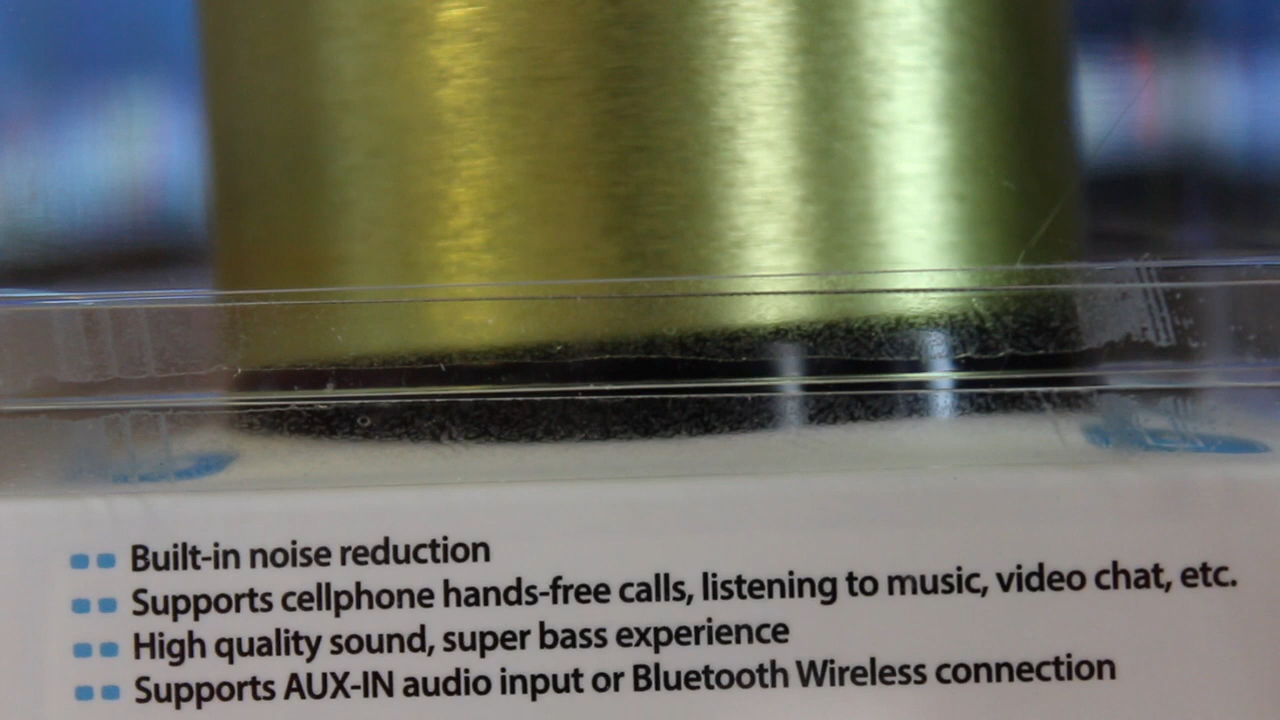 Built-in noise reduction
Supports cellphone hands-free calls, listening to music, video chat, etc.
High quality sound, super bass experience
Supports AUX-IN audio input or Bluetooth Wireless connection